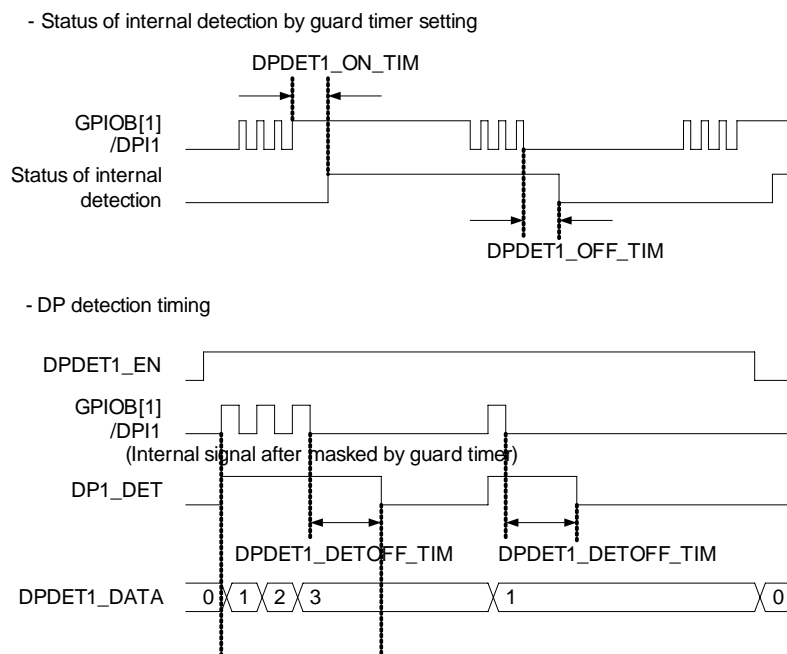 - Status of internal detection by guard timer setting
DPDET1_ON_TIM
GPIOB[1]
/DPI1
Status of internal
detection
DPDET1_OFF_TIM
- DP detection timing
DPDET1_EN
GPIOB[1]
/DPI1
(Internal signal after masked by guard timer)
DP1_DET
DPDET1_DETOFF_TIM DPDET1_DETOFF_TIM
DPDET1_DATA 0 1 2 3 1 0